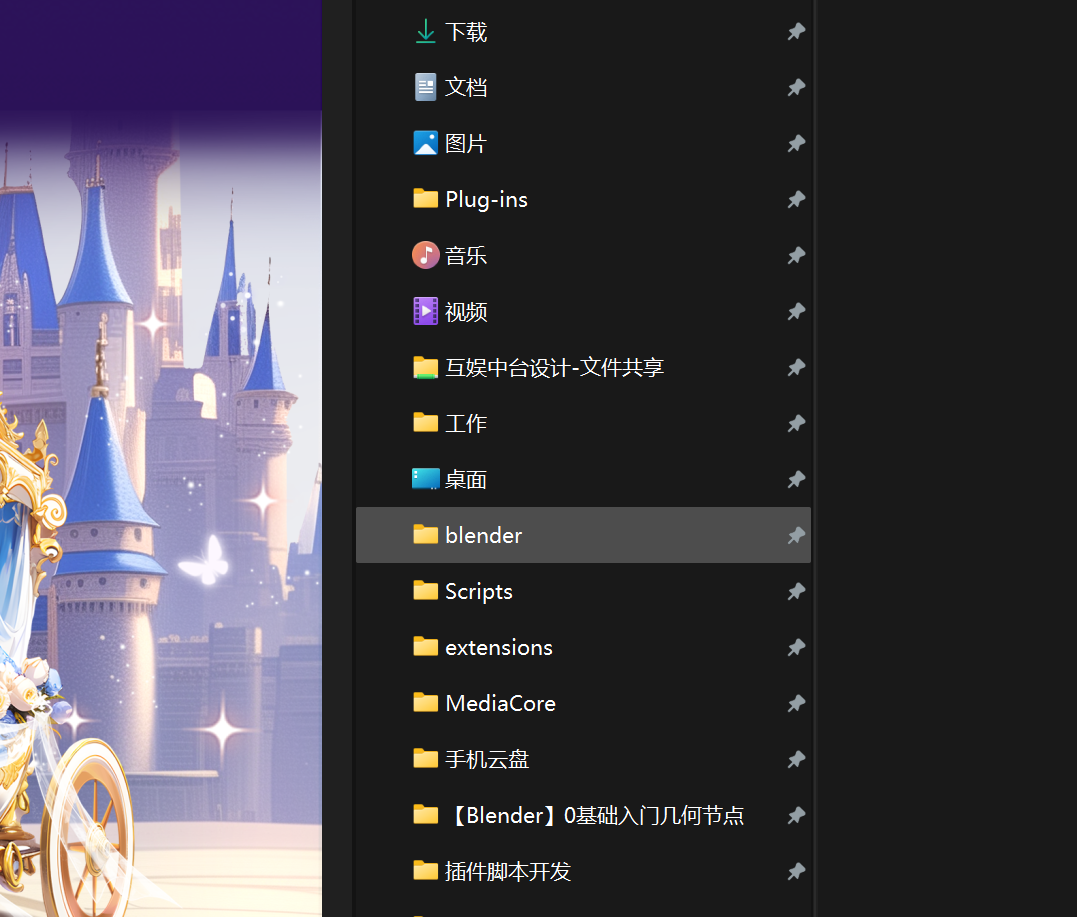 下载
文档
图片
Plug-ins
音乐
视频
互娱中台设计-文件共享
工作
桌面
blender
Scripts
extensions
MediaCore
手机云盘
【Blender】0基础入门几何节点
插件脚本开发